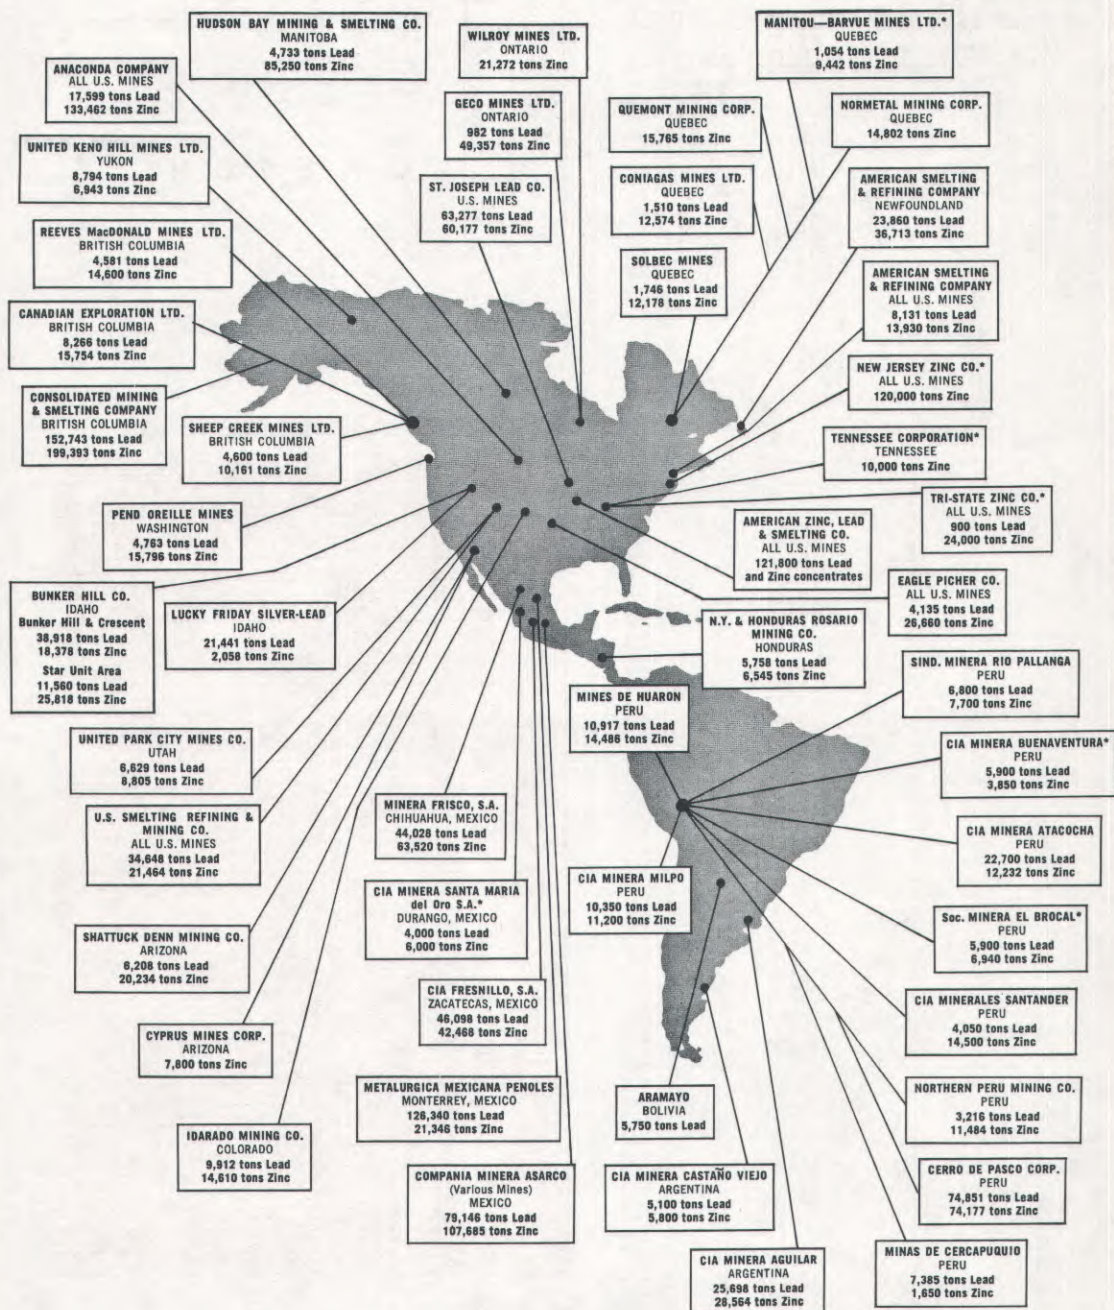 HUDSON BAY MINING & SMELTING CO.
MANITOBA
4,733 tons Lead
85,250 tons Zinc
WILROY MINES LTD.
ONTARIO
21,272 tons Zinc
MANITOU—BARVUE MINES LTD.*
QUEBEC
1,054 tons Lead
9,442 tons Zinc
ANACONDA COMPANY
ALL U.S. MINES
17,599 tons Lead
133,462 tons Zinc
GECO MINES LTD.
ONTARIO
982 tons Lead
49,357 tons Zinc
QUEMONT MINING CORP.
QUEBEC
15,765 tons Zinc
NORMETAL MINING CORP.
QUEBEC
14,802 tons Zinc
UNITED KENO HILL MINES LTD.
YUKON
8,794 tons Lead
6,943 tons Zinc
ST. JOSEPH LEAD CO.
U.S. MINES
63,277 tons Lead
60,177 tons Zinc
CONIAGAS MINES LTD.
QUEBEC
1,510 tons Lead
12,574 tons Zinc
AMERICAN SMELTING
& REFINING COMPANY
NEWFOUNDLAND
23,860 tons Lead
36,713 tons Zinc
REEVES MacDONALD MINES LTD.
BRITISH COLUMBIA
4,581 tons Lead
14,600 tons Zinc
SOLBEC MINES
QUEBEC
1,746 tons Lead
12,178 tons Zinc
AMERICAN SMELTING
& REFINING COMPANY
ALL U.S. MINES
8,131 tons Lead
13,930 tons Zinc
CANADIAN EXPLORATION LTD.
BRITISH COLUMBIA
8,266 tons Lead
15,754 tons Zinc
NEW JERSEY ZINC CO.*
ALL U.S. MINES
120,000 tons Zinc
CONSOLIDATED MINING
& SMELTING COMPANY
BRITISH COLUMBIA
152,743 tons Lead
199,393 tons Zinc
SHEEP CREEK MINES LTD.
BRITISH COLUMBIA
4,600 tons Lead
10,161 tons Zinc
TENNESSEE CORPORATION*
TENNESSEE
10,000 tons Zinc
TRI-STATE ZINC CO.*
ALL U.S. MINES
900 tons Lead
24,000 tons Zinc
PEND OREILLE MINES
WASHINGTON
4,763 tons Lead
15,796 tons Zinc
AMERICAN ZINC, LEAD
& SMELTING CO.
ALL U.S. MINES
121,800 tons Lead
and Zinc concentrates
EAGLE PICHER CO.
ALL U.S. MINES
4,135 tons Lead
26,660 tons Zinc
BUNKER HILL CO.
IDAHO
Bunker Hill & Crescent
38,918 tons Lead
18,378 tons Zinc
Star Unit Area
11,560 tons Lead
25,818 tons Zinc
LUCKY FRIDAY SILVER-LEAD
IDAHO
21,441 tons Lead
2,058 tons Zinc
N.Y. & HONDURAS ROSARIO
MINING CO.
HONDURAS
5,758 tons Lead
6,545 tons Zinc
SIND. MINERA RIO PALLANGA
PERU
6,800 tons Lead
7,700 tons Zinc
MINES DE HUARON
PERU
10,917 tons Lead
14,486 tons Zinc
UNITED PARK CITY MINES CO.
UTAH
6,629 tons Lead
8,805 tons Zinc
CIA MINERA BUENAVENTURA*
PERU
5,900 tons Lead
3,850 tons Zinc
U.S. SMELTING REFINING &
MINING CO.
ALL U.S. MINES
34,648 tons Lead
21,464 tons Zinc
MINERA FRISCO, S.A.
CHIHUAHUA, MEXICO
44,028 tons Lead
63,520 tons Zinc
CIA MINERA ATACOCHA
PERU
22,700 tons Lead
12,232 tons Zinc
CIA MINERA SANTA MARIA
del Oro S.A.*
DURANGO, MEXICO
4,000 tons Lead
6,000 tons Zinc
CIA MINERA MILPO
PERU
10,350 tons Lead
11,200 tons Zinc
Soc. MINERA EL BROCAL*
PERU
5,900 tons Lead
6,940 tons Zinc
SHATTUCK DENN MINING CO.
ARIZONA
6,208 tons Lead
20,234 tons Zinc
CIA FRESNILLO, S.A.
ZACATECAS, MEXICO
46,098 tons Lead
42,468 tons Zinc
CIA MINERALES SANTANDER
PERU
4,050 tons Lead
14,500 tons Zinc
CYPRUS MINES CORP.
ARIZONA
7,800 tons Zinc
METALURGICA MEXICANA PENOLES
MONTERREY, MEXICO
126,340 tons Lead
21,346 tons Zinc
ARAMAYO
BOLIVIA
5,750 tons Lead
NORTHERN PERU MINING CO.
PERU
3,216 tons Lead
11,484 tons Zinc
IDARADO MINING CO.
COLORADO
9,912 tons Lead
14,610 tons Zinc
COMPANIA MINERA ASARCO
(Various Mines)
MEXICO
79,146 tons Lead
107,685 tons Zinc
CIA MINERA CASTAÑO VIEJO
ARGENTINA
5,100 tons Lead
5,800 tons Zinc
CERRO DE PASCO CORP.
PERU
74,851 tons Lead
74,177 tons Zinc
CIA MINERA AGUILAR
ARGENTINA
25,698 tons Lead
28,564 tons Zinc
MINAS DE CERCAPUQUIO
PERU
7,385 tons Lead
1,650 tons Zinc